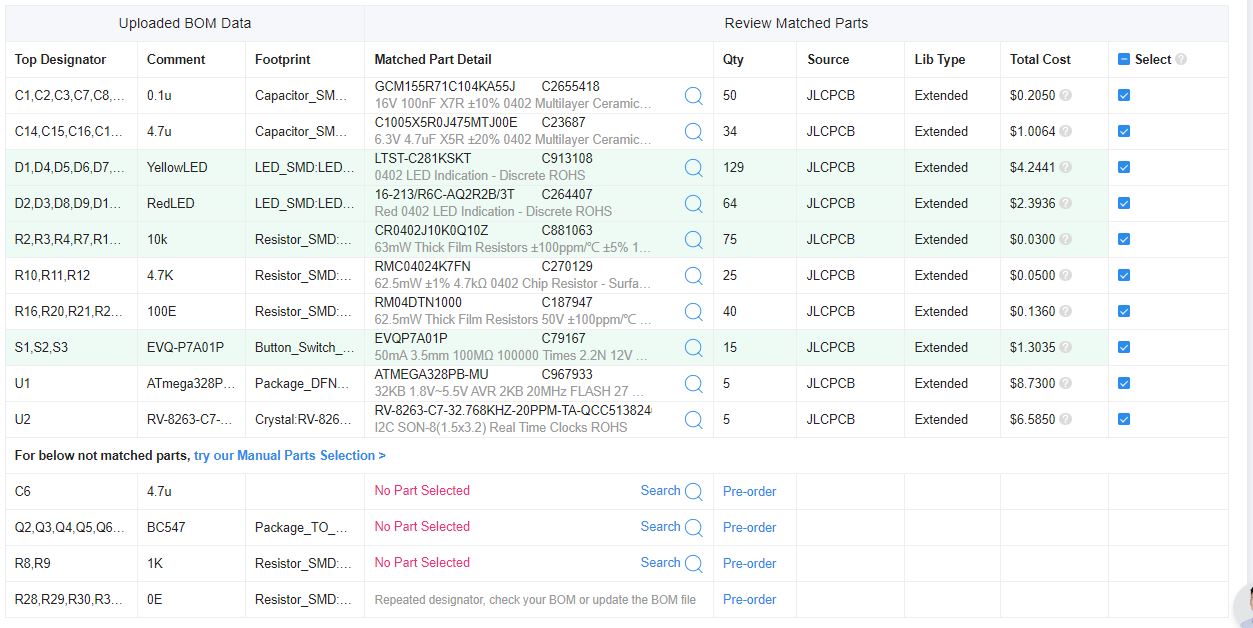 Uploaded BOM Data Review Matched Parts
Top Designator Comment Footprint Matched Part Detail Qty Source Lib Type Total Cost Select
C1,C2,C3,C7,C8,... 0.1u Capacitor_SM... GCM155R71C104KA55J C2655418 50 JLCPCB Extended $0.2050
16V 100nF X7R ±10% 0402 Multilayer Ceramic...
C14,C15,C16,C1... 4.7u Capacitor_SM... C1005X5R0J475MTJ00E C23687 34 JLCPCB Extended $1.0064
6.3V 4.7uF X5R ±20% 0402 Multilayer Ceramic...
D1,D4,D5,D6,D7,... YellowLED LED_SMD:LED... LTST-C281KSKT C913108 129 JLCPCB Extended $4.2441
0402 LED Indication - Discrete ROHS
D2,D3,D8,D9,D1... RedLED LED_SMD:LED... 16-213/R6C-AQ2R2B/3T C264407 64 JLCPCB Extended $2.3936
Red 0402 LED Indication - Discrete ROHS
R2,R3,R4,R7,R1... 10k Resistor_SMD:... CR0402J10K0Q10Z C881063 75 JLCPCB Extended $0.0300
63mW Thick Film Resistors ±100ppm/℃ ±5% 1...
R10,R11,R12 4.7K Resistor_SMD:... RMC04024K7FN C270129 25 JLCPCB Extended $0.0500
62.5mW ±1% 4.7kΩ 0402 Chip Resistor - Surfa...
R16,R20,R21,R2... 100E Resistor_SMD:... RM04DTN1000 C187947 40 JLCPCB Extended $0.1360
62.5mW Thick Film Resistors 50V ±100ppm/℃ ...
S1,S2,S3 EVQ-P7A01P Button_Switch_... EVQP7A01P C79167 15 JLCPCB Extended $1.3035
50mA 3.5mm 100MΩ 100000 Times 2.2N 12V ...
U1 ATmega328P... Package_DFN... ATMEGA328PB-MU C967933 5 JLCPCB Extended $8.7300
32KB 1.8V~5.5V AVR 2KB 20MHz FLASH 27 ...
U2 RV-8263-C7-... Crystal:RV-826... RV-8263-C7-32.768KHZ-20PPM-TA-QCC513824 5 JLCPCB Extended $6.5850
I2C SON-8(1.5x3.2) Real Time Clocks ROHS
For below not matched parts, try our Manual Parts Selection >
C6 4.7u No Part Selected Search Pre-order
Q2,Q3,Q4,Q5,Q6... BC547 Package_TO_... No Part Selected Search Pre-order
R8,R9 1K Resistor_SMD:... No Part Selected Search Pre-order
R28,R29,R30,R3... 0E Resistor_SMD:... Repeated designator, check your BOM or update the BOM file Pre-order